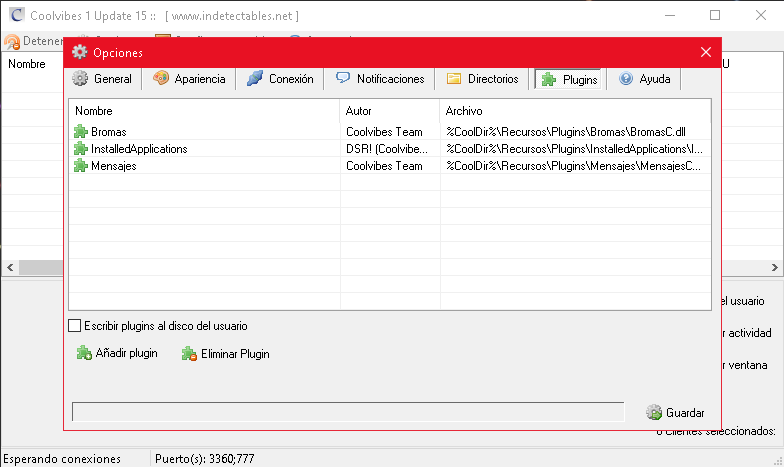 Coolvibes 1 Update 15 :: [ www.indetectables.net ]
Detener
Nombre
U
Opciones
General Apariencia Conexión Notificaciones Directorios Plugins Ayuda
Nombre Autor Archivo
Bromas Coolvibes Team %CoolDir%\Recursos\Plugins\Bromas\BromasC.dll
InstalledApplications DSR! (Coolvibe... %CoolDir%\Recursos\Plugins\InstalledApplications\I...
Mensajes Coolvibes Team %CoolDir%\Recursos\Plugins\Mensajes\MensajesC...
Escribir plugins al disco del usuario
el usuario
Añadir plugin Eliminar Plugin
r actividad
r ventana
Guardar
clientes seleccionados:
Esperando conexiones Puerto(s): 3360;777